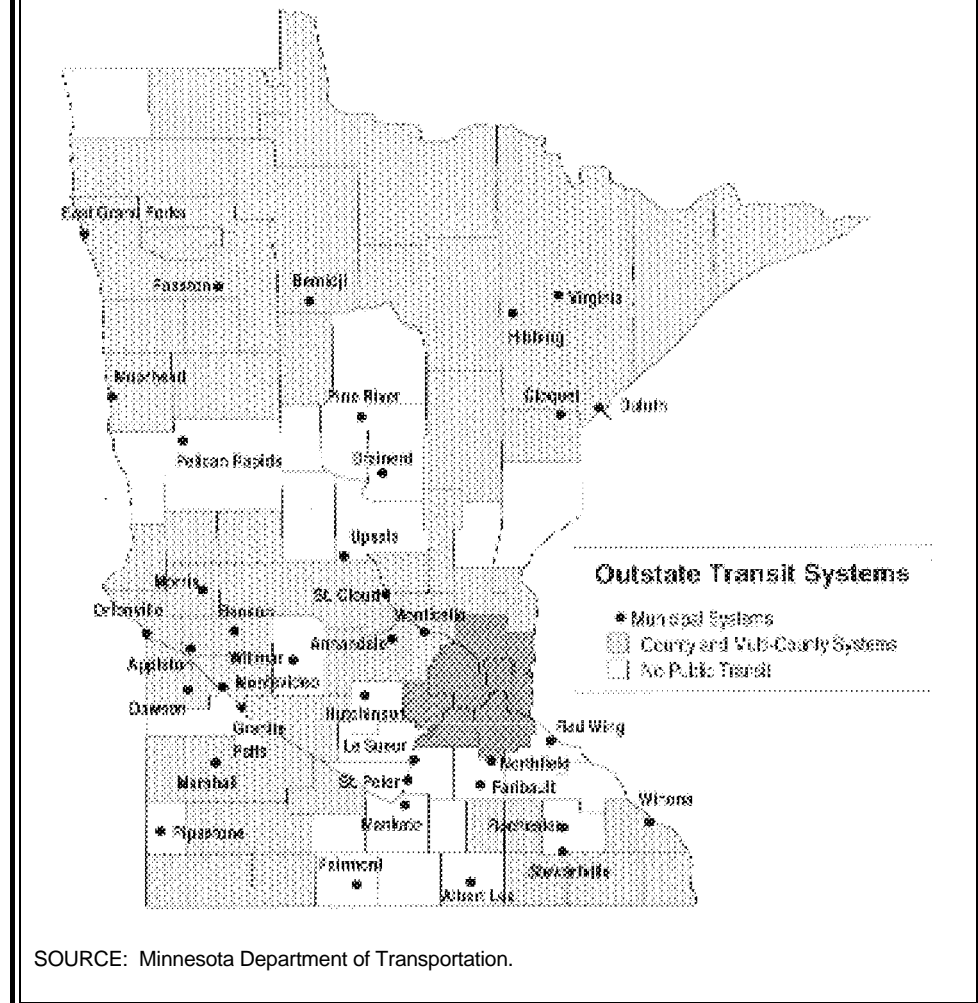 East Grand Forks
Fosston
Bemidji
Virginia
Hibbing
Moorhead
Pine River
Cloquet
Duluth
Pelican Rapids
Brainerd
Upsala
Outstate Transit Systems
Morris
St. Cloud
Monticello
Municipal Systems
Ortonville
Benson
County and Multi-County Systems
Annandale
No Public Transit
Appleton
Willmar
Montevideo
Dawson
Hutchinson
Granite
Falls
Red Wing
Le Sueur
Northfield
Marshall
St. Peter
Faribault
Winona
Pipestone
Mankato
Rochester
Fairmont
Stewartville
Albert Lea
SOURCE: Minnesota Department of Transportation.